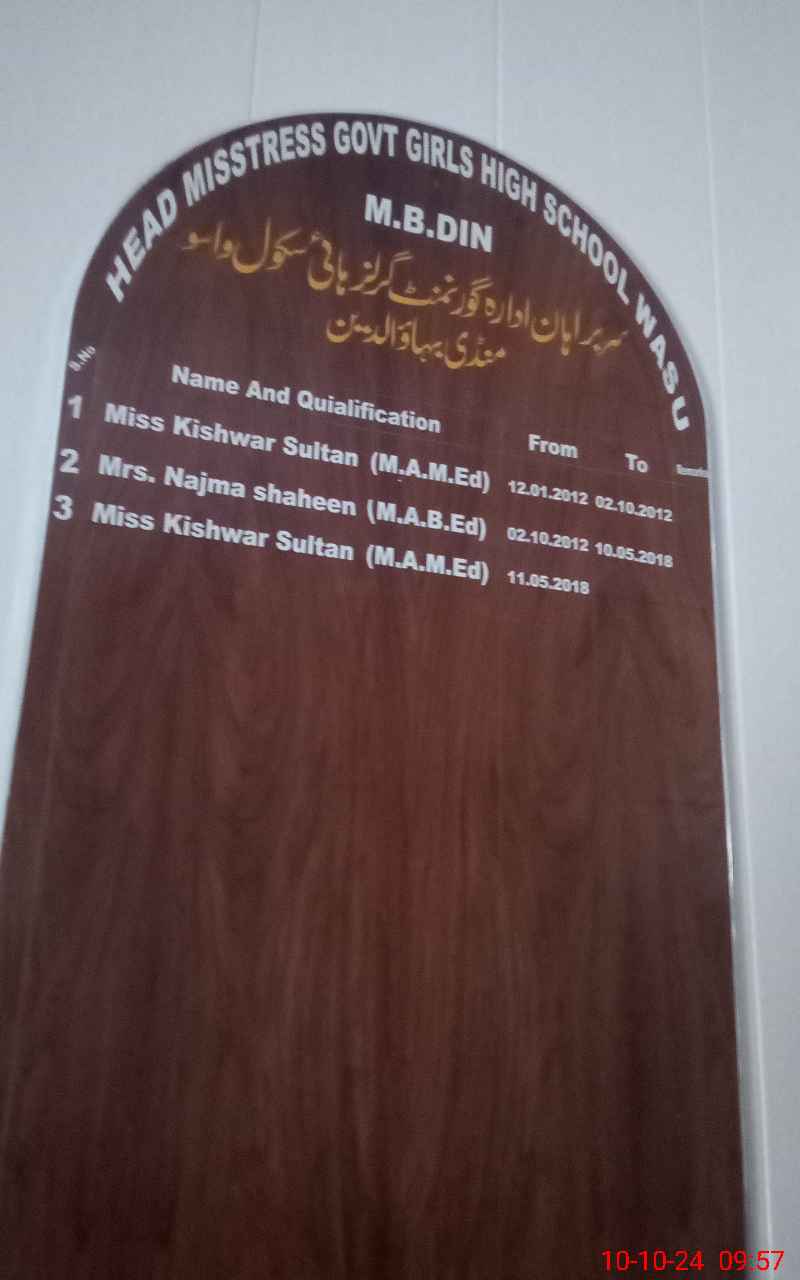 HEAD MISSTRESS GOVT GIRLS HIGH SCHOOL WASU
M.B.DIN
سربراہان ادارہ گورنمنٹ گرلز ہائی سکول واسو
منڈی بہاؤالدین
S.No Name And Quialification From To Remarks
1 Miss Kishwar Sultan (M.A.M.Ed) 12.01.2012 02.10.2012
2 Mrs. Najma shaheen (M.A.B.Ed) 02.10.2012 10.05.2018
3 Miss Kishwar Sultan (M.A.M.Ed) 11.05.2018
10-10-24 09:57